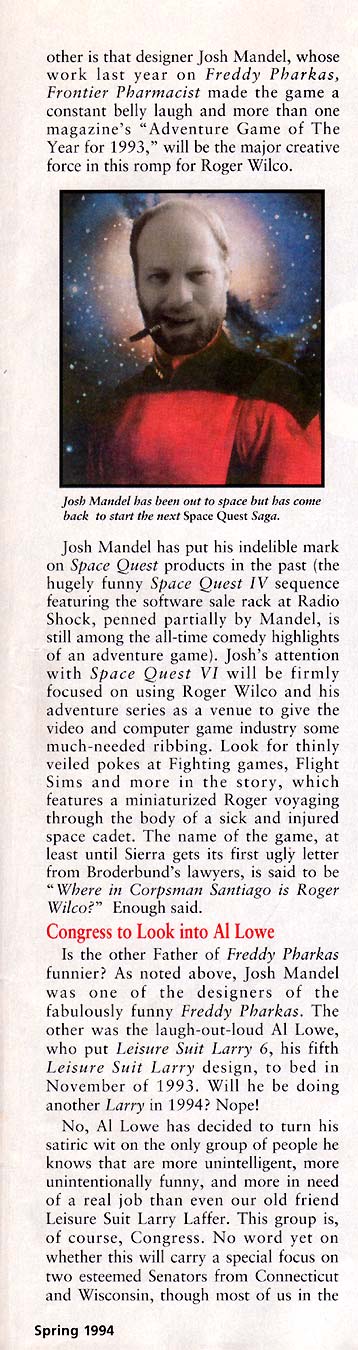 other is that designer Josh Mandel, whose
work last year on Freddy Pharkas,
Frontier Pharmacist made the game a
constant belly laugh and more than one
magazine's "Adventure Game of The
Year for 1993," will be the major creative
force in this romp for Roger Wilco.
Josh Mandel has been out to space but has come
back to start the next Space Quest Saga.
Josh Mandel has put his indelible mark
on Space Quest products in the past (the
hugely funny Space Quest IV sequence
featuring the software sale rack at Radio
Shock, penned partially by Mandel, is
still among the all-time comedy highlights
of an adventure game). Josh's attention
with Space Quest VI will be firmly
focused on using Roger Wilco and his
adventure series as a venue to give the
video and computer game industry some
much-needed ribbing. Look for thinly
veiled pokes at Fighting games, Flight
Sims and more in the story, which
features a miniaturized Roger voyaging
through the body of a sick and injured
space cadet. The name of the game, at
least until Sierra gets its first ugly letter
from Broderbund's lawyers, is said to be
"Where in Corpsman Santiago is Roger
Wilco?" Enough said.
Congress to Look into Al Lowe
Is the other Father of Freddy Pharkas
funnier? As noted above, Josh Mandel
was one of the designers of the
fabulously funny Freddy Pharkas. The
other was the laugh-out-loud Al Lowe,
who put Leisure Suit Larry 6, his fifth
Leisure Suit Larry design, to bed in
November of 1993. Will he be doing
another Larry in 1994? Nope!
No, Al Lowe has decided to turn his
satiric wit on the only group of people he
knows that are more unintelligent, more
unintentionally funny, and more in need
of a real job than even our old friend
Leisure Suit Larry Laffer. This group is,
of course, Congress. No word yet on
whether this will carry a special focus on
two esteemed Senators from Connecticut
and Wisconsin, though most of us in the
Spring 1994